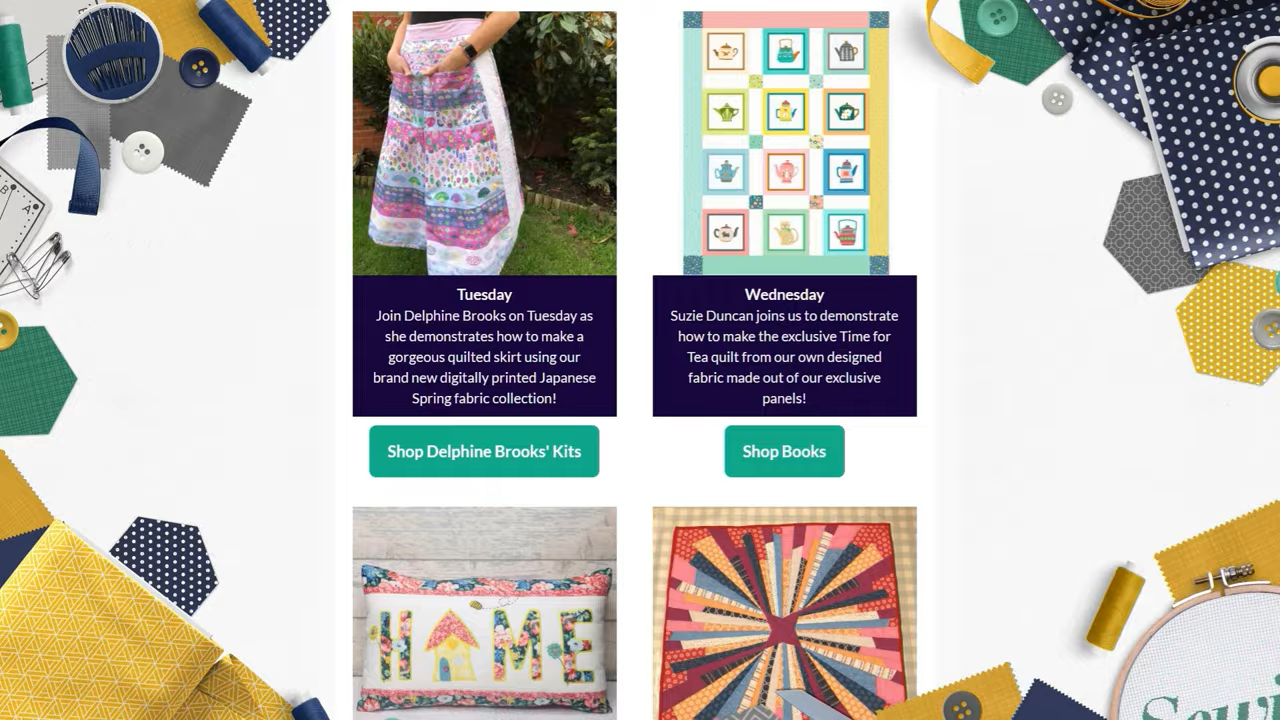 Tuesday
Join Delphine Brooks on Tuesday as
she demonstrates how to make a
gorgeous quilted skirt using our
brand new digitally printed Japanese
Spring fabric collection!
Shop Delphine Brooks' Kits
Wednesday
Suzie Duncan joins us to demonstrate
how to make the exclusive Time for
Tea quilt from our own designed
fabric made out of our exclusive
panels!
Shop Books
HOME